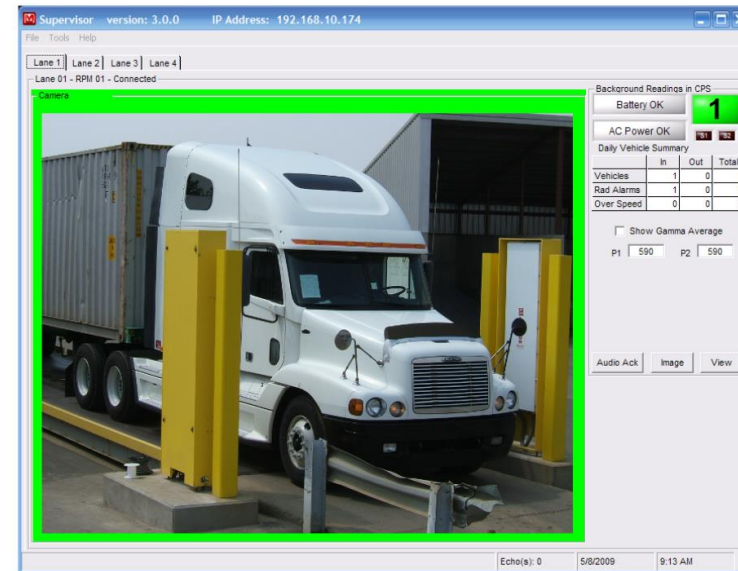 Supervisor version: 3.0.0 IP Address: 192.168.10.174
File Tools Help
Lane 1 Lane 2 Lane 3 Lane 4
Lane 01 - RPM 01 - Connected
Camera
Background Readings in CPS
Battery OK
1
AC Power OK
S1 S2
Daily Vehicle Summary
In Out Total
Vehicles 1 0
Rad Alarms 1 0
Over Speed 0 0
Show Gamma Average
P1 590 P2 590
Audio Ack Image View
Echo(s): 0 5/8/2009 9:13 AM